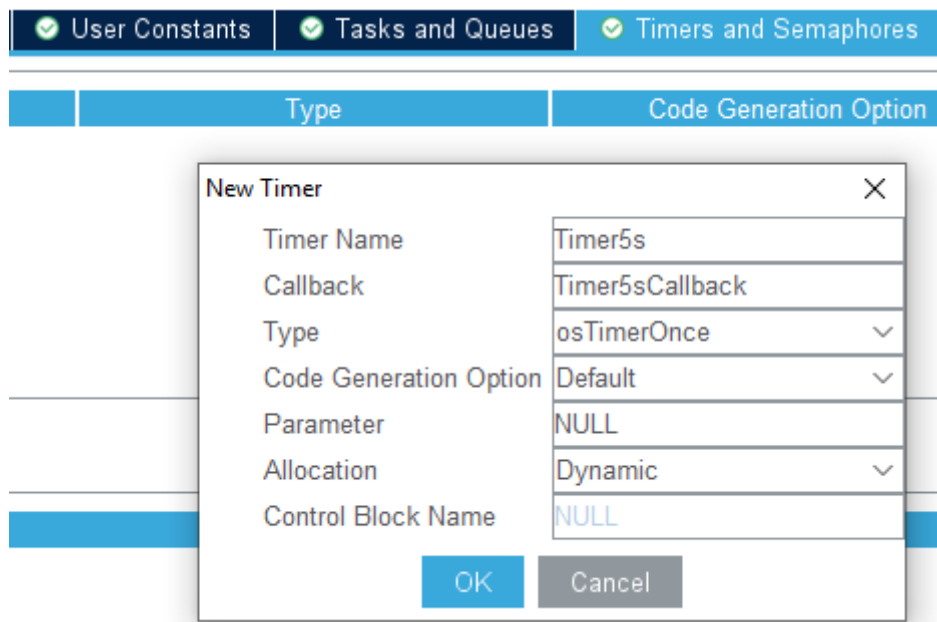 User Constants Tasks and Queues Timers and Semaphores
Type Code Generation Option
New Timer
Timer Name Timer5s
Callback Timer5sCallback
Type osTimerOnce
Code Generation Option Default
Parameter NULL
Allocation Dynamic
Control Block Name NULL
OK Cancel